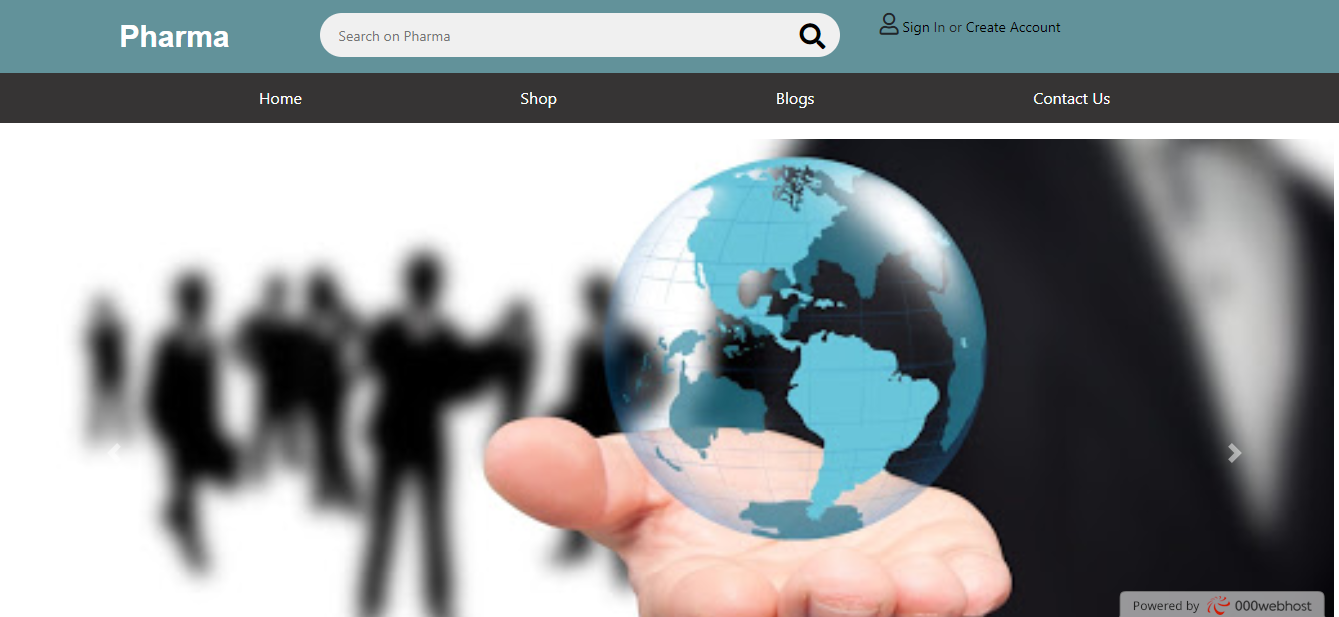 Pharma
Search on Pharma
Sign In or Create Account
Home
Shop
Blogs
Contact Us
Powered by 000webhost